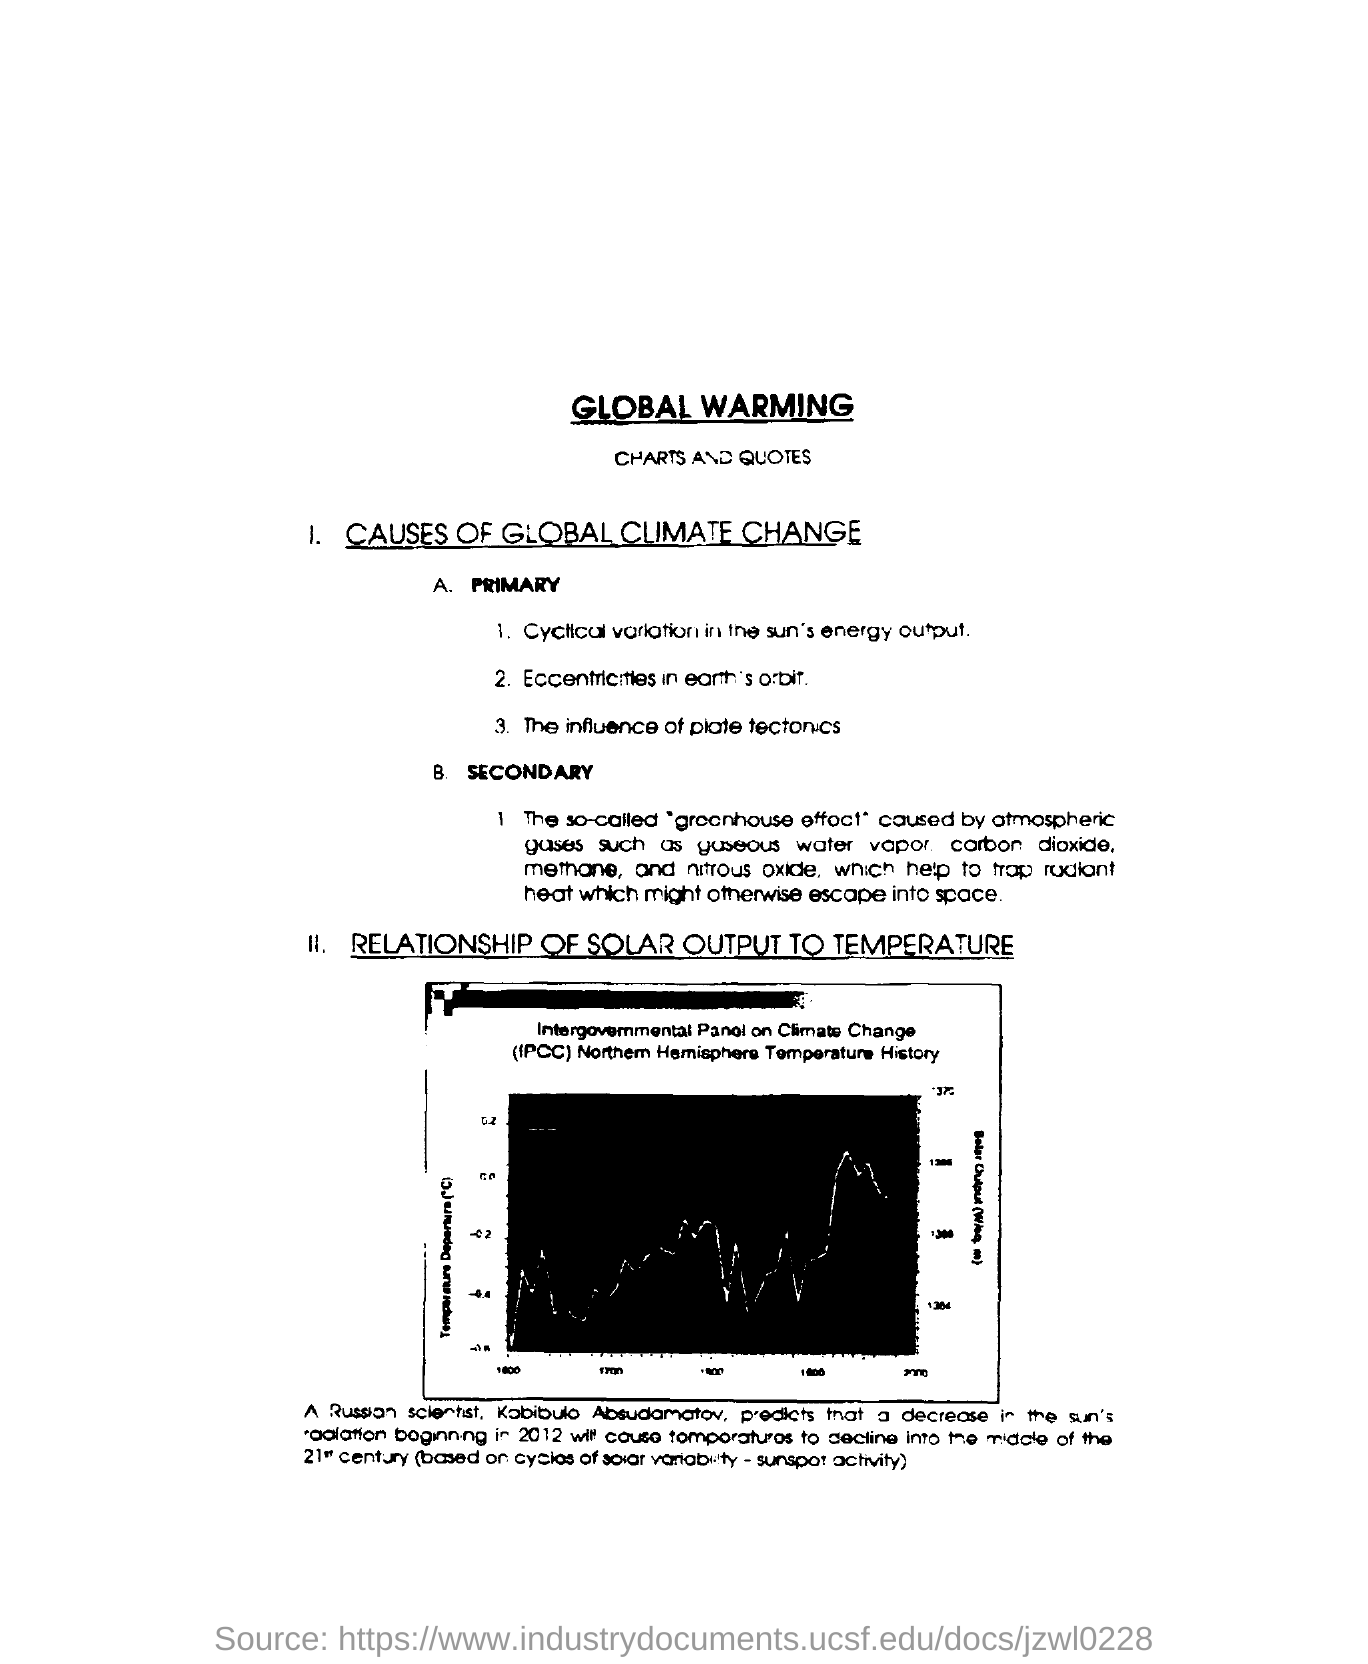 GLOBAL WARMING
CHARTS AND QUOTES
I. CAUSES OF GLOBAL CLIMATE CHANGE
A. PRIMARY
1. Cyclical variation in the sun's energy output.
2. Eccentricities in earth's orbit.
3. The influence of plate tectonics
B. SECONDARY
1 The so-called "greenhouse effect" caused by atmospheric
gases such as gaseous water vapor, carbon dioxide,
methane, and nitrous oxide, which help to trap radiant
heat which might otherwise escape into space.
II. RELATIONSHIP OF SOLAR OUTPUT TO TEMPERATURE
Intergovernmental Panel on Climate Change
(IPCC) Northern Hemisphere Temperature History
0.2
0.0
-0.2
-0.4
-0.6
Temperature Departure (°C)
1364
Solar Output (W/sq. m)
1600 1700 1800 2000
A Russian scientist, Kabibulo Absudamatov, predicts that a decrease in the sun's
radiation beginning in 2012 will cause temperatures to decline into the middle of the
21st century (based on cycles of solar variability - sunspot activity)
Source: https://www.industrydocuments.ucsf.edu/docs/jzwl0228